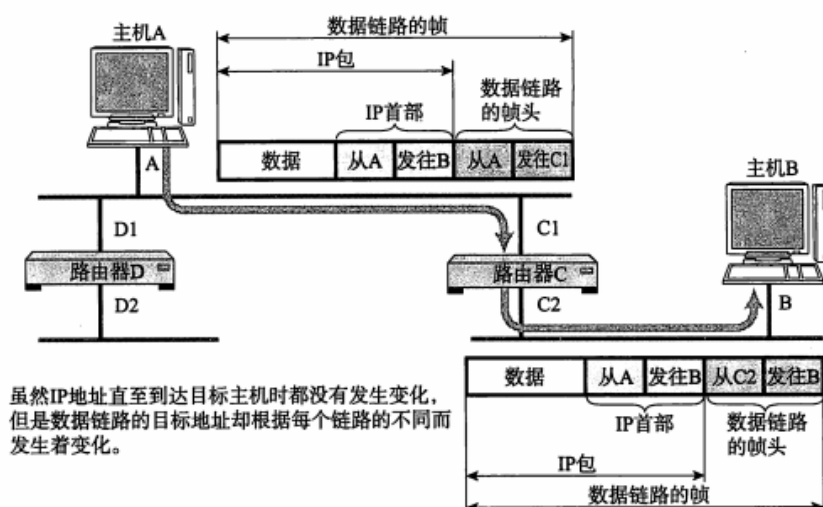 主机A
数据链路的帧
IP包
IP首部
数据链路
的帧头
数据
从A
发往B
从A
发往C1
A
主机B
D1
C1
路由器D
路由器C
D2
C2
B
数据
从A
发往B
从C2
发往B
虽然IP地址直至到达目标主机时都没有发生变化，
但是数据链路的目标地址却根据每个链路的不同而
发生着变化。
IP首部
数据链路
的帧头
IP包
数据链路的帧